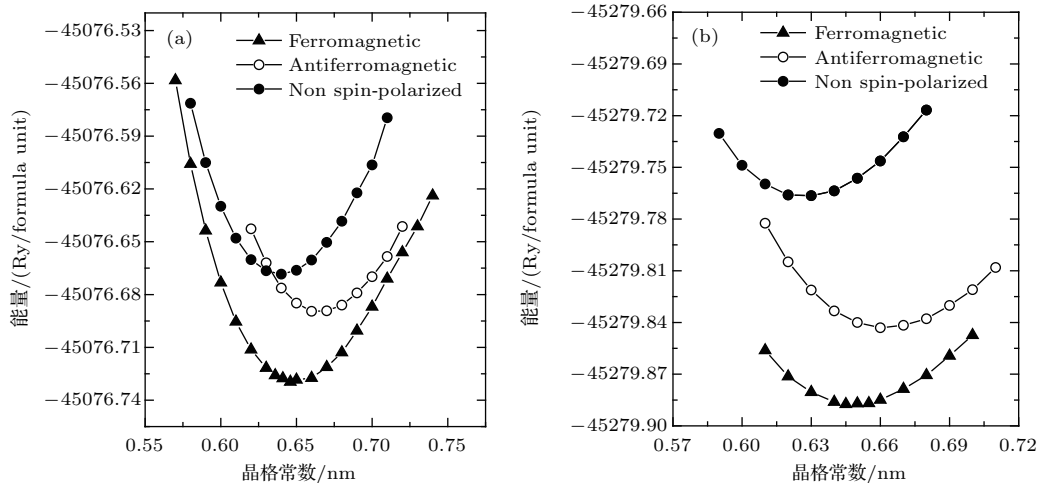 (a)
Ferromagnetic
Antiferromagnetic
Non spin-polarized
−45076.53
−45076.56
−45076.59
−45076.62
−45076.65
−45076.68
−45076.71
−45076.74
能量/(Ry/formula unit)
0.55 0.60 0.65 0.70 0.75
晶格常数/nm
(b)
Ferromagnetic
Antiferromagnetic
Non spin-polarized
−45279.66
−45279.69
−45279.72
−45279.75
−45279.78
−45279.81
−45279.84
−45279.87
−45279.90
能量/(Ry/formula unit)
0.57 0.60 0.63 0.66 0.69 0.72
晶格常数/nm